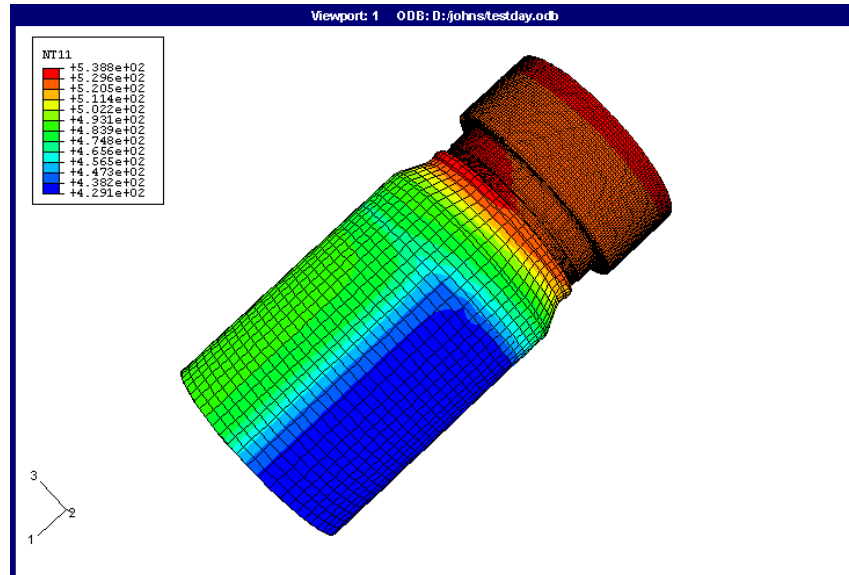 Viewport: 1 ODB: D:/johns/testday.odb
NT11
+5.388e+02
+5.296e+02
+5.205e+02
+5.114e+02
+5.022e+02
+4.931e+02
+4.839e+02
+4.748e+02
+4.656e+02
+4.565e+02
+4.473e+02
+4.382e+02
+4.291e+02
3
2
1